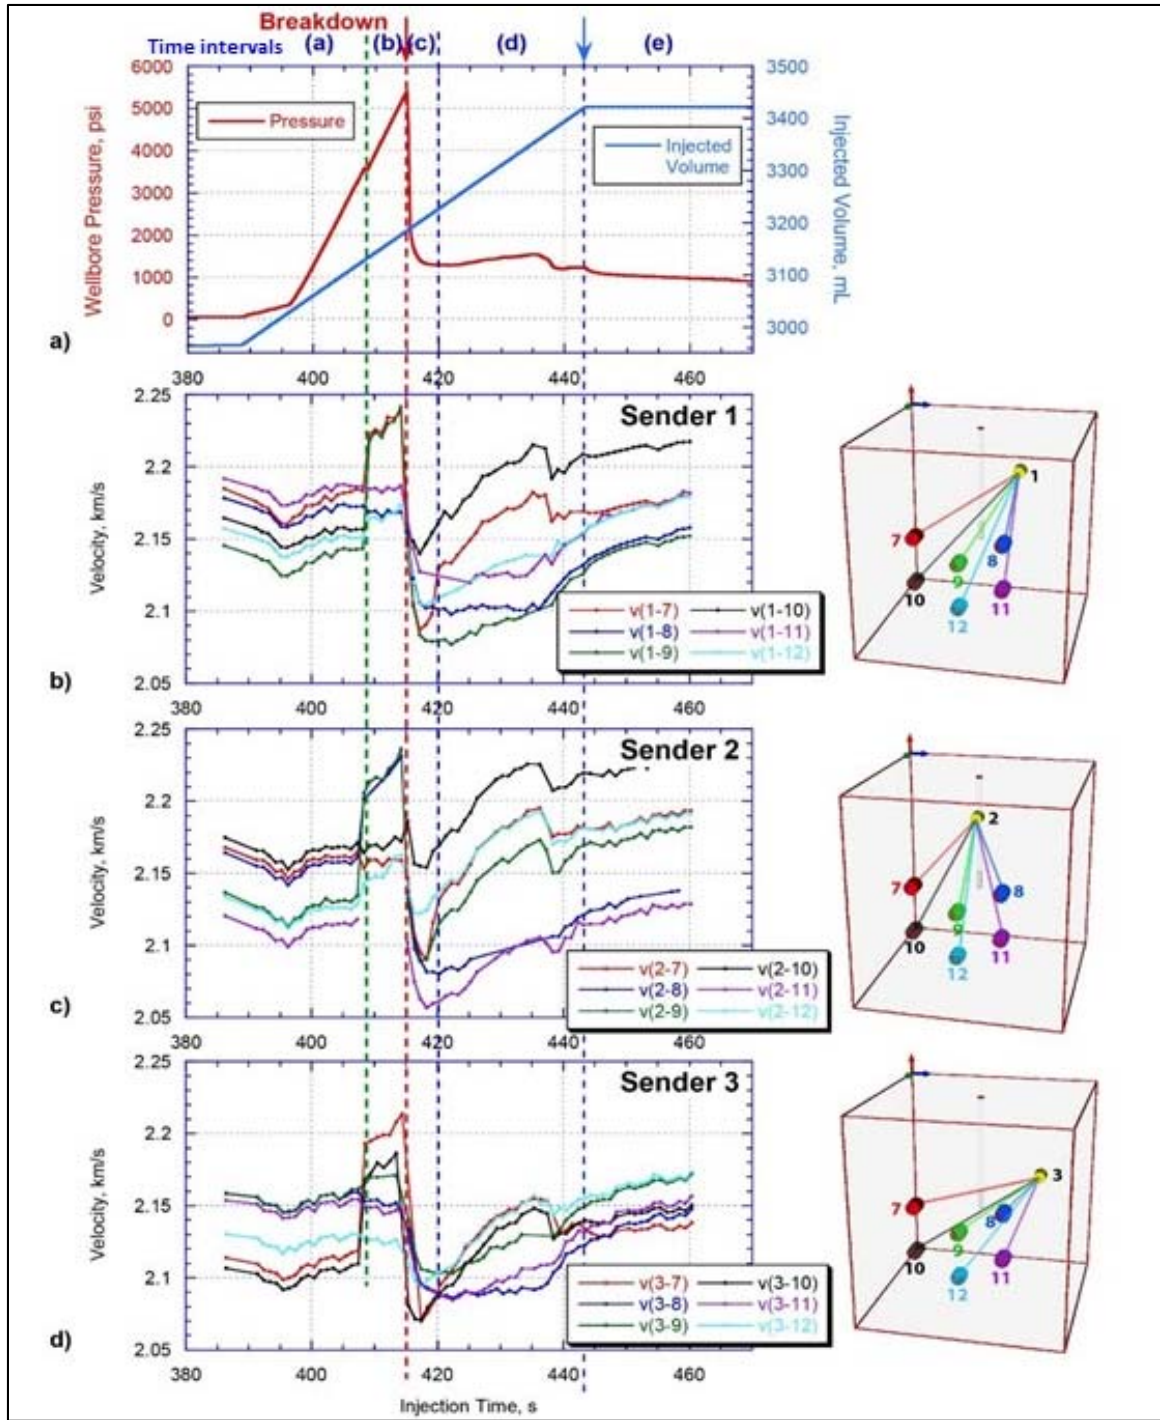 Breakdown
Time intervals (a) (b) (c) (d) (e)
6000 3500
5000 3400
4000 3300
3000 3200
2000 3100
1000 3000
0
Wellbore Pressure, psi
Injected Volume, mL
Pressure
Injected
Volume
a)
380 400 420 440 460
2.25
2.2
2.15
2.1
2.05
Velocity, km/s
Sender 1
v(1-7) v(1-10)
v(1-8) v(1-11)
v(1-9) v(1-12)
1
7
8
9
10
11
12
b)
380 400 420 440 460
2.25
2.2
2.15
2.1
2.05
Velocity, km/s
Sender 2
v(2-7) v(2-10)
v(2-8) v(2-11)
v(2-9) v(2-12)
2
7
8
9
10
11
12
c)
380 400 420 440 460
2.25
2.2
2.15
2.1
2.05
Velocity, km/s
Sender 3
v(3-7) v(3-10)
v(3-8) v(3-11)
v(3-9) v(3-12)
3
7
8
9
10
11
12
d)
380 400 420 440 460
Injection Time, s